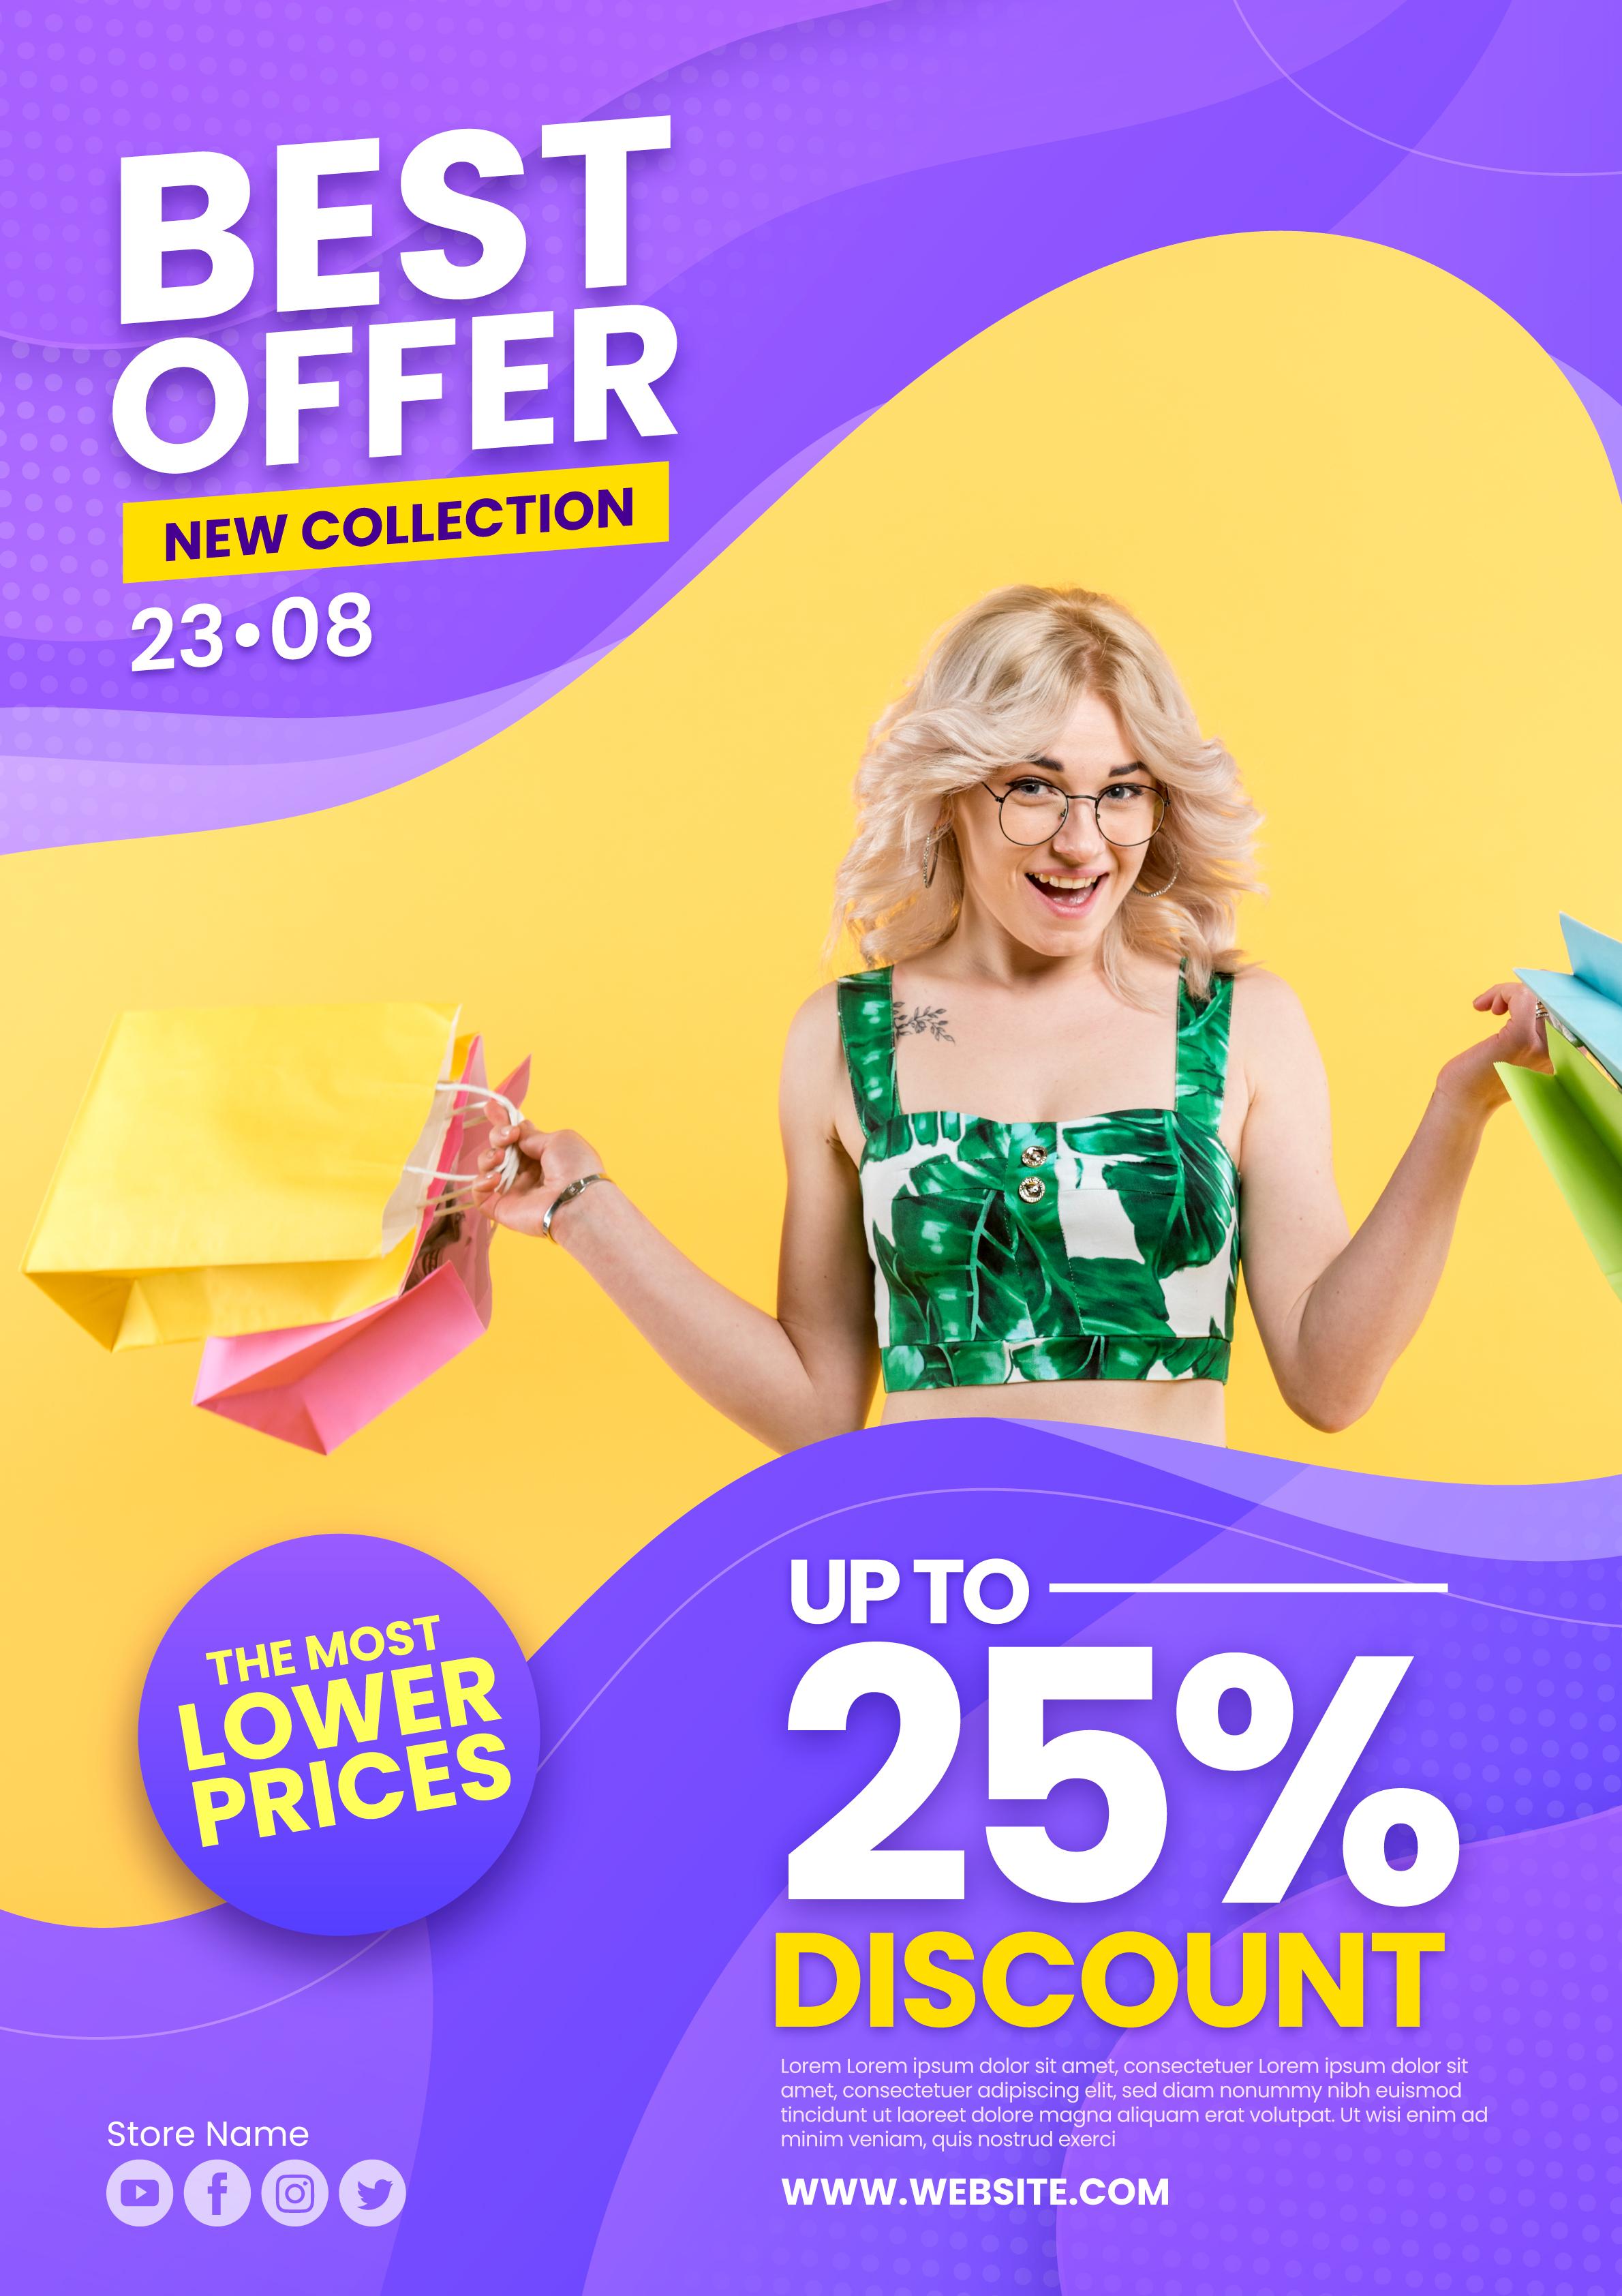 BEST
OFFER
NEW COLLECTION
23•08
THE MOST
LOWER
PRICES
UP TO
25%
DISCOUNT
Lorem Lorem ipsum dolor sit amet, consectetuer Lorem ipsum dolor sit
amet, consectetuer adipiscing elit, sed diam nonummy nibh euismod
tincidunt ut laoreet dolore magna aliquam erat volutpat. Ut wisi enim ad
minim veniam, quis nostrud exerci
WWW.WEBSITE.COM
Store Name